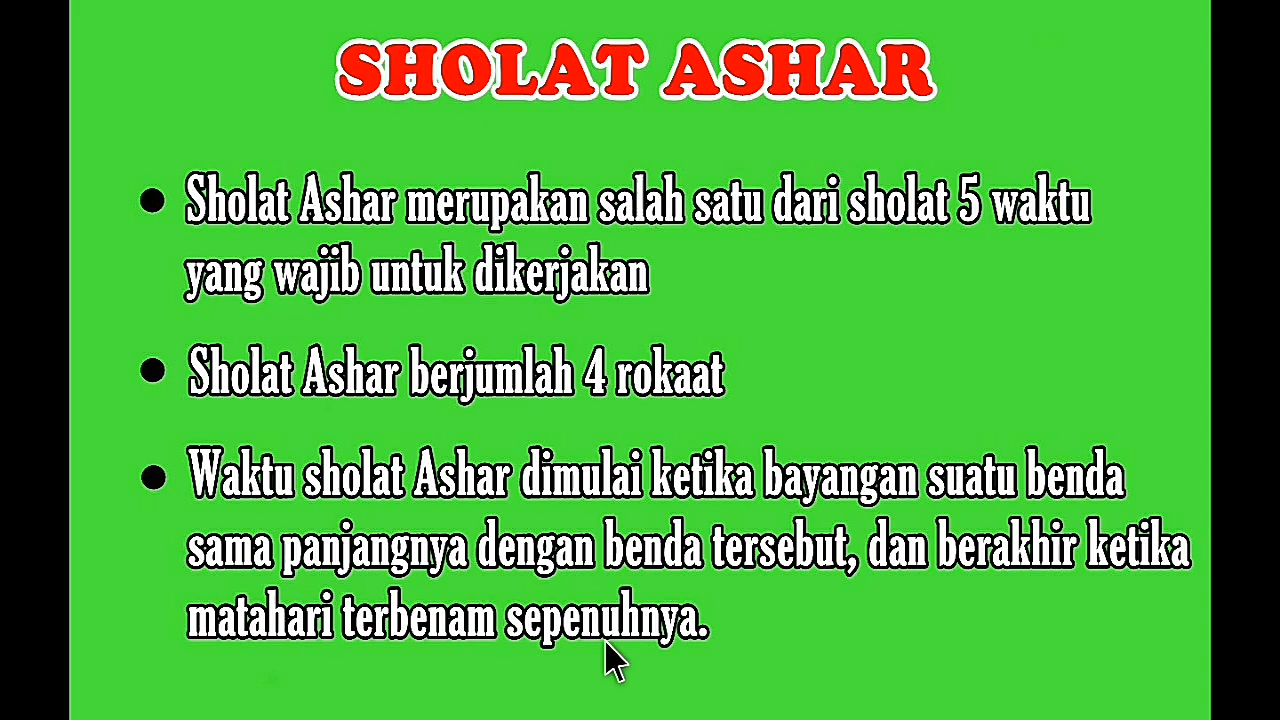 SHOLAT ASHAR
• Sholat Ashar merupakan salah satu dari sholat 5 waktu
yang wajib untuk dikerjakan
• Sholat Ashar berjumlah 4 rokaat
• Waktu sholat Ashar dimulai ketika bayangan suatu benda
sama panjangnya dengan benda tersebut, dan berakhir ketika
matahari terbenam sepenuhnya.